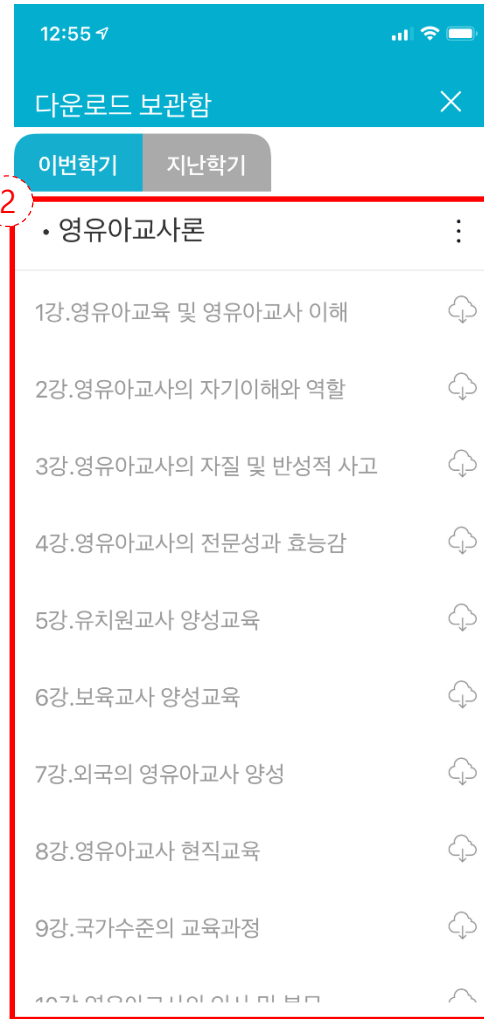 12:55
다운로드 보관함
이번학기 지난학기
2
• 영유아교사론
1강.영유아교육 및 영유아교사 이해
2강.영유아교사의 자기이해와 역할
3강.영유아교사의 자질 및 반성적 사고
4강.영유아교사의 전문성과 효능감
5강.유치원교사 양성교육
6강.보육교사 양성교육
7강.외국의 영유아교사 양성
8강.영유아교사 현직교육
9강.국가수준의 교육과정